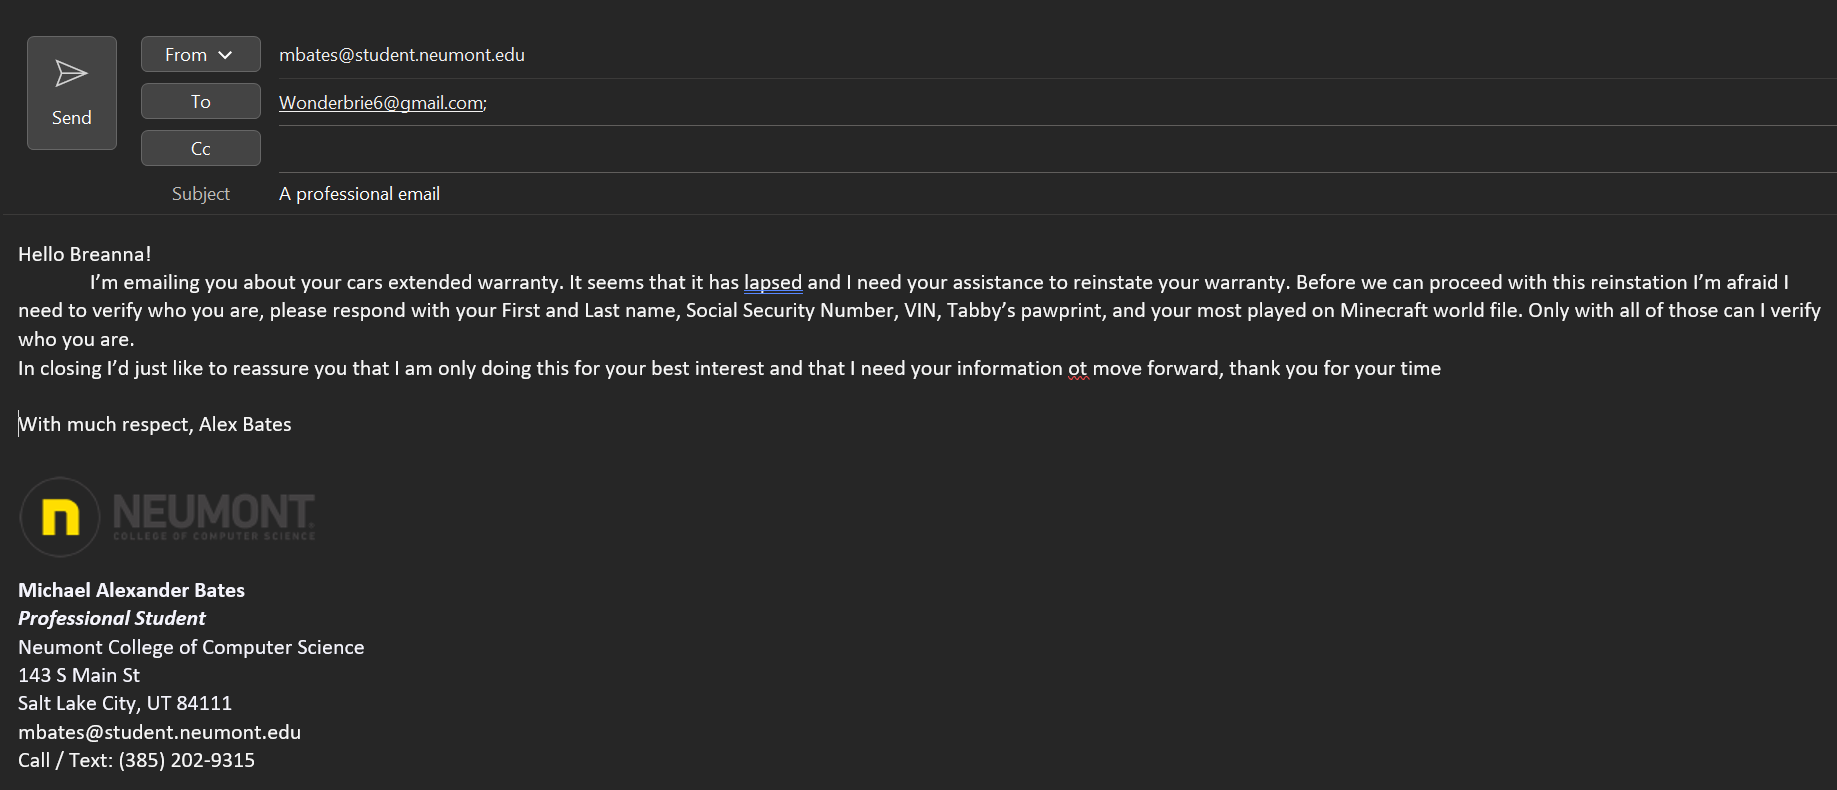 Send
From
mbates@student.neumont.edu
To
Wonderbrie6@gmail.com;
Cc
Subject
A professional email
Hello Breanna!
I’m emailing you about your cars extended warranty. It seems that it has lapsed and I need your assistance to reinstate your warranty. Before we can proceed with this reinstation I’m afraid I
need to verify who you are, please respond with your First and Last name, Social Security Number, VIN, Tabby’s pawprint, and your most played on Minecraft world file. Only with all of those can I verify
who you are.
In closing I’d just like to reassure you that I am only doing this for your best interest and that I need your information ot move forward, thank you for your time
With much respect, Alex Bates
n NEUMONT®
COLLEGE OF COMPUTER SCIENCE
Michael Alexander Bates
Professional Student
Neumont College of Computer Science
143 S Main St
Salt Lake City, UT 84111
mbates@student.neumont.edu
Call / Text: (385) 202-9315